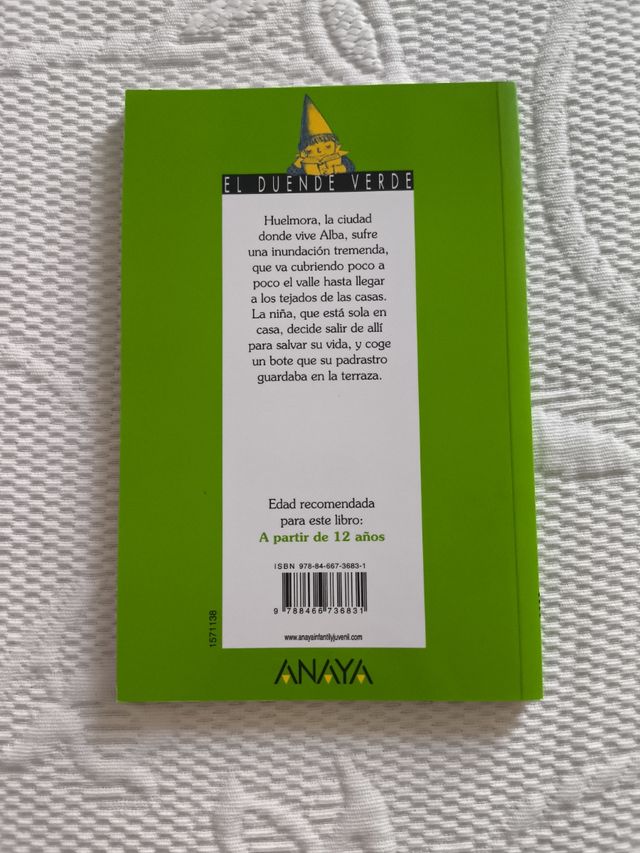 EL DUENDE VERDE
Huelmora, la ciudad
donde vive Alba, sufre
una inundación tremenda,
que va cubriendo poco a
poco el valle hasta llegar
a los tejados de las casas.
La niña, que está sola en
casa, decide salir de allí
para salvar su vida, y coge
un bote que su padrastro
guardaba en la terraza.
Edad recomendada
para este libro:
A partir de 12 años
ISBN 978-84-667-3683-1
9 788466 736831
www.anayainfantilyjuvenil.com
1571138
ANAYA